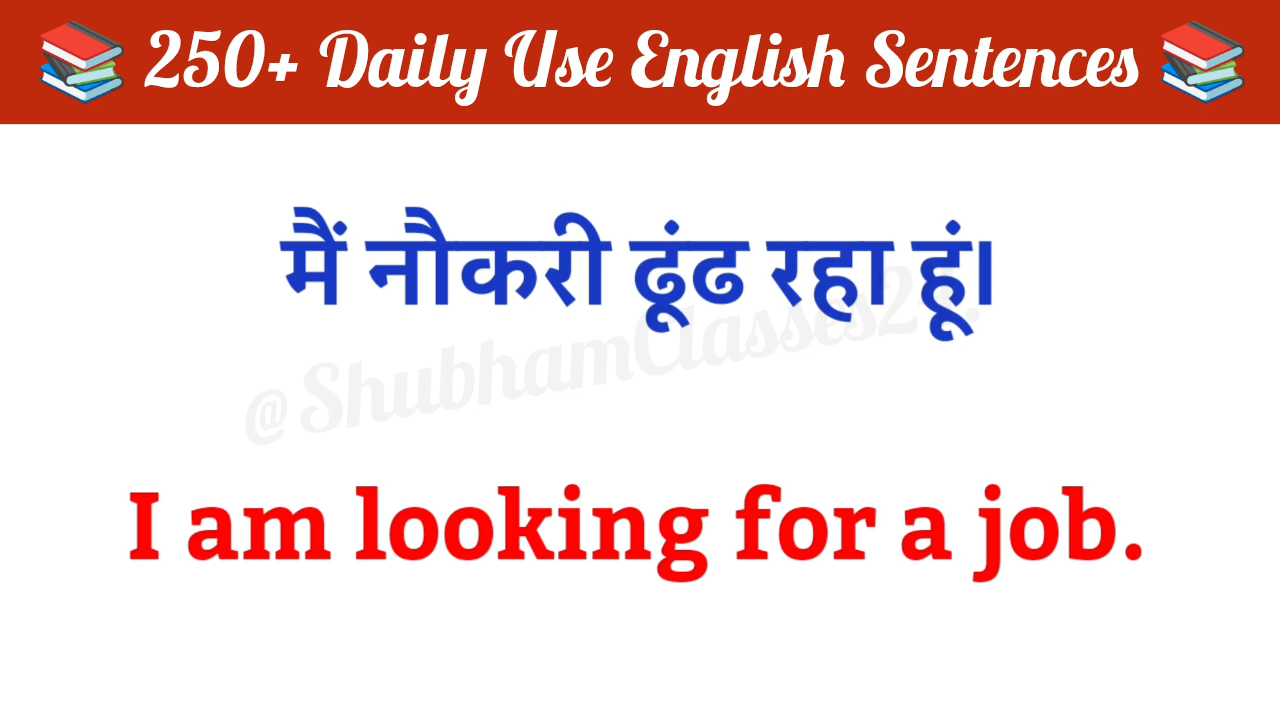 250+ Daily Use English Sentences
मैं नौकरी ढूंढ रहा हूं।
I am looking for a job.